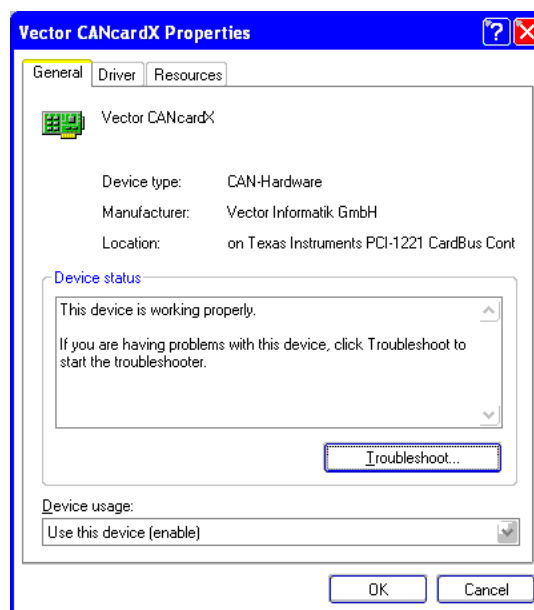 Vector CANcardX Properties
General Driver Resources
Vector CANcardX
Device type: CAN-Hardware
Manufacturer: Vector Informatik GmbH
Location: on Texas Instruments PCI-1221 CardBus Cont
Device status
This device is working properly.
If you are having problems with this device, click Troubleshoot to
start the troubleshooter.
Troubleshoot...
Device usage:
Use this device (enable)
OK Cancel